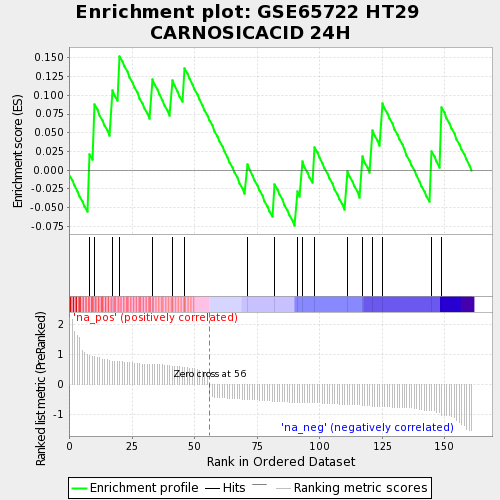 Enrichment plot: GSE65722 HT29
CARNOSICACID 24H
Enrichment score (ES)
0.150
0.125
0.100
0.075
0.050
0.025
0.000
-0.025
-0.050
-0.075
Ranked list metric (PreRanked)
2
1
0
-1
'na_pos' (positively correlated)
Zero cross at 56
'na_neg' (negatively correlated)
0
25
50
75
100
125
150
Rank in Ordered Dataset
Enrichment profile
Hits
Ranking metric scores